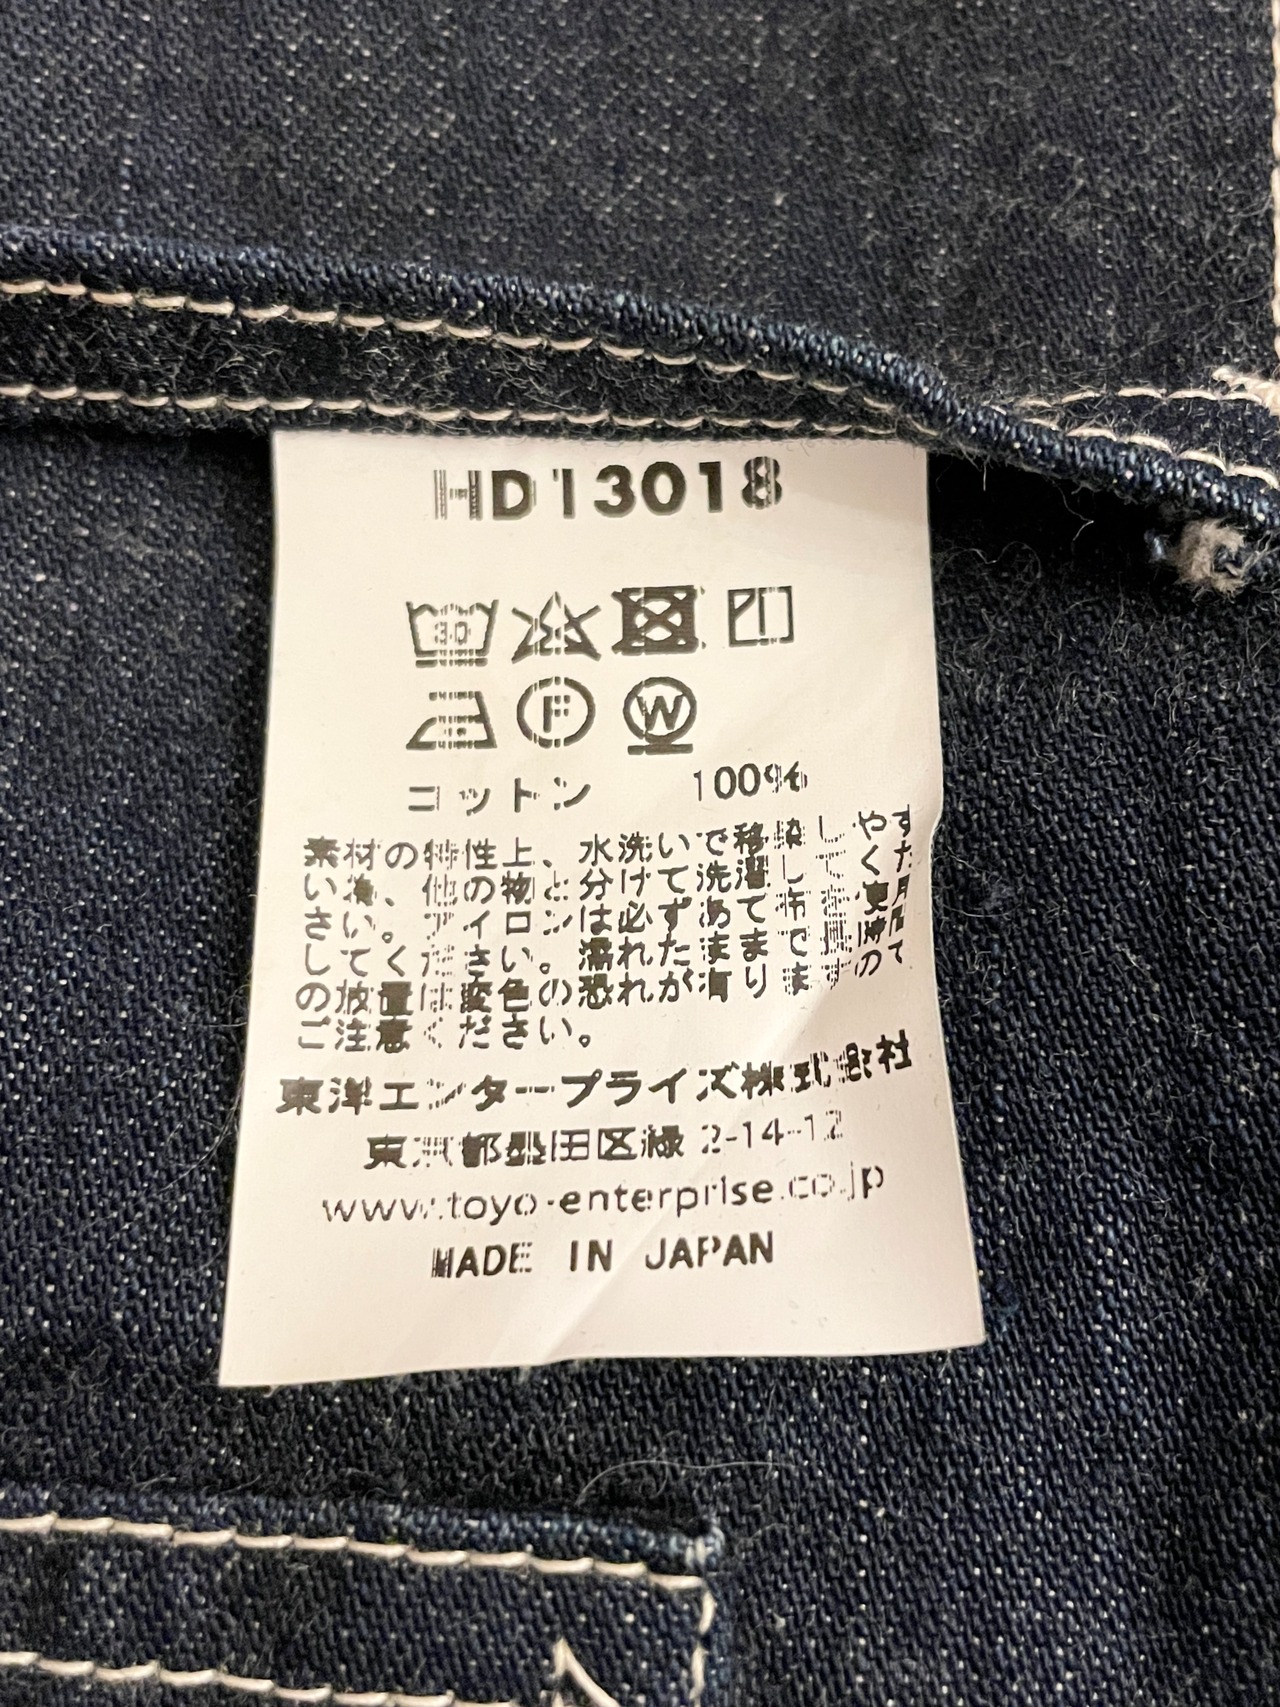 HD13018
30
F
W
コットン 100%
素材の特性上、水洗いで移染しやす
い為、他の物と分けて洗濯してくだ
さい。アイロンは必ずあて布を
してください。濡れたままで
の放置は変色の恐れが有ります
ご注意ください。
東洋エンタープライズ株式会社
東京都墨田区緑 2-14-12
www.toyo-enterprise.co.jp
MADE IN JAPAN